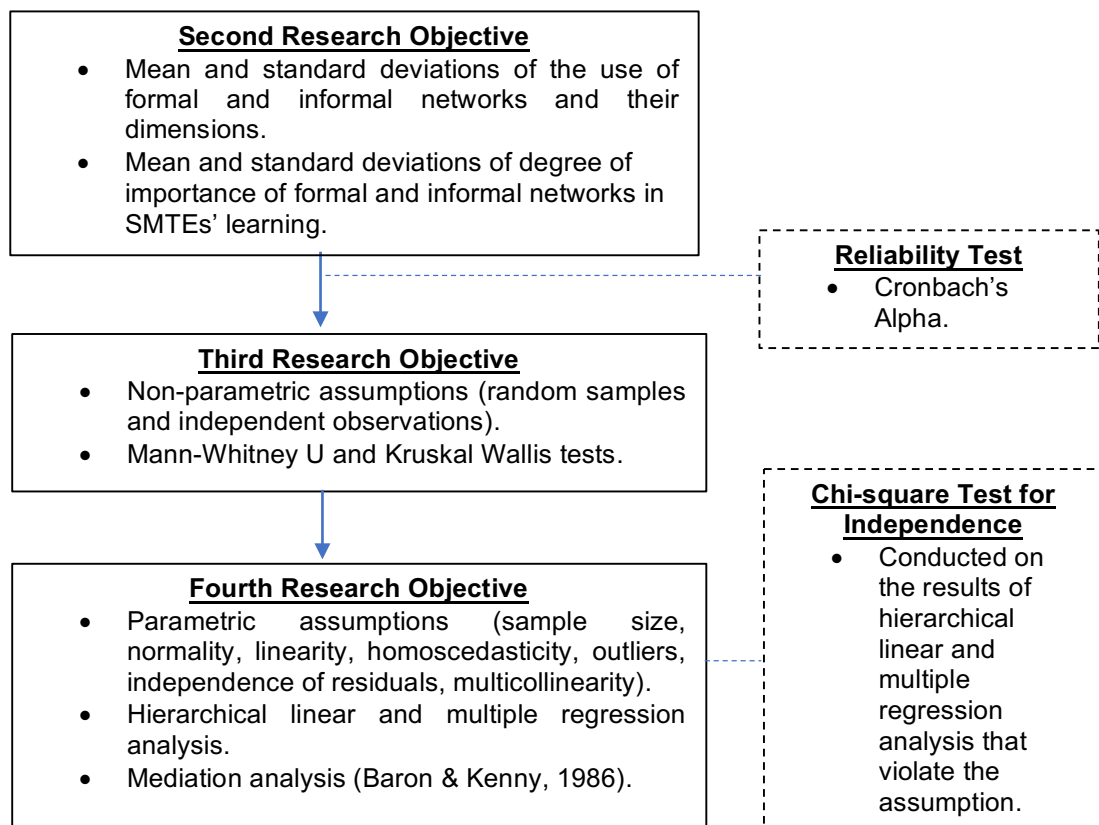 Second Research Objective
• Mean and standard deviations of the use of
formal and informal networks and their
dimensions.
• Mean and standard deviations of degree of
importance of formal and informal networks in
SMTEs’ learning.
Reliability Test
• Cronbach’s
Alpha.
Third Research Objective
• Non-parametric assumptions (random samples
and independent observations).
• Mann-Whitney U and Kruskal Wallis tests.
Chi-square Test for
Independence
• Conducted on
the results of
hierarchical
linear and
multiple
regression
analysis that
violate the
assumption.
Fourth Research Objective
• Parametric assumptions (sample size,
normality, linearity, homoscedasticity, outliers,
independence of residuals, multicollinearity).
• Hierarchical linear and multiple regression
analysis.
• Mediation analysis (Baron & Kenny, 1986).